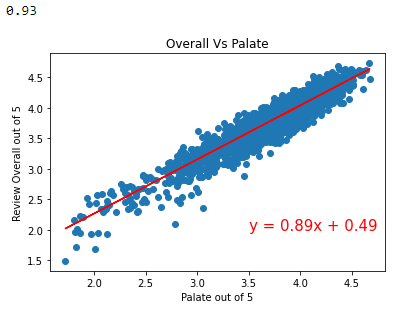 0.93
Overall Vs Palate
Review Overall out of 5
4.5
4.0
3.5
3.0
2.5
2.0
1.5
y = 0.89x + 0.49
2.0 2.5 3.0 3.5 4.0 4.5
Palate out of 5